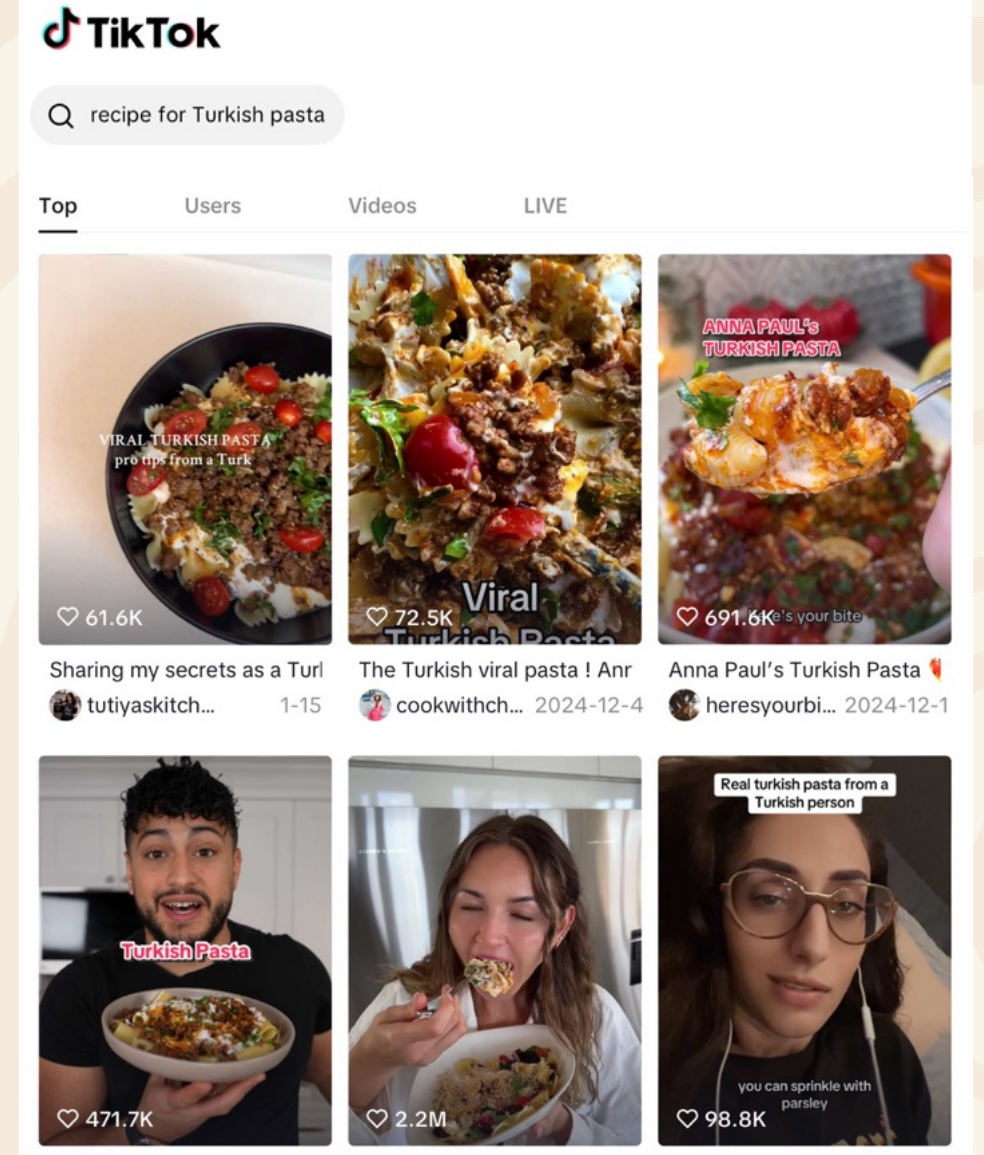 TikTok
recipe for Turkish pasta
Top Users Videos LIVE
VIRAL TURKISH PASTA
pro tips from a Turk
61.6K
Viral
Turkish Pasta
72.5K
ANNA PAUL's
TURKISH PASTA
691.6K
e's your bite
Sharing my secrets as a Turl
tutiyaskitch... 1-15
The Turkish viral pasta ! Anr
cookwithch... 2024-12-4
Anna Paul's Turkish Pasta
heresyourbi... 2024-12-1
Turkish Pasta
471.7K
2.2M
Real turkish pasta from a
Turkish person
you can sprinkle with
parsley
98.8K